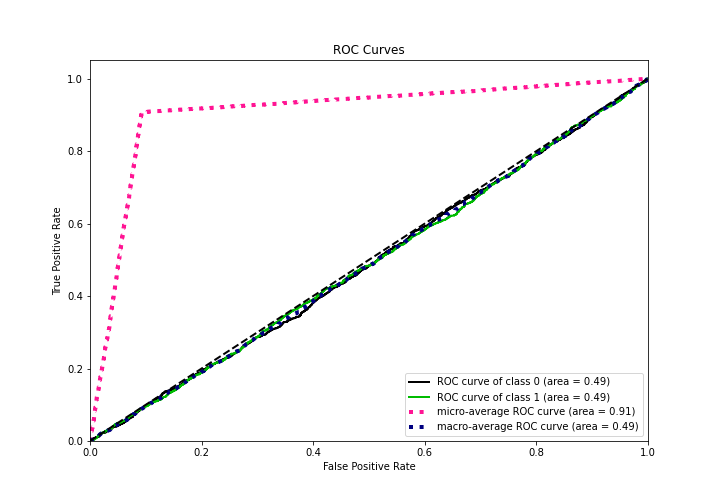 ROC Curves
True Positive Rate
1.0
0.8
0.6
0.4
0.2
0.0
0.0 0.2 0.4 0.6 0.8 1.0
False Positive Rate
ROC curve of class 0 (area = 0.49)
ROC curve of class 1 (area = 0.49)
micro-average ROC curve (area = 0.91)
macro-average ROC curve (area = 0.49)